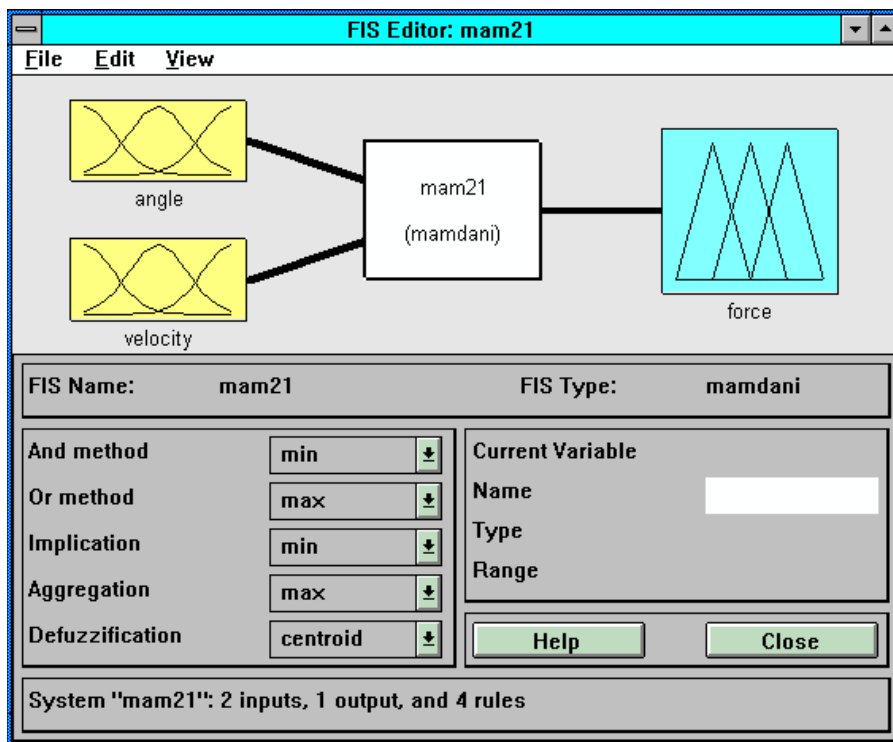 FIS Editor: mam21
File Edit View
angle
velocity
mam21
(mamdani)
force
FIS Name: mam21 FIS Type: mamdani
And method min
Or method max
Implication min
Aggregation max
Defuzzification centroid
Current Variable
Name
Type
Range
Help Close
System "mam21": 2 inputs, 1 output, and 4 rules